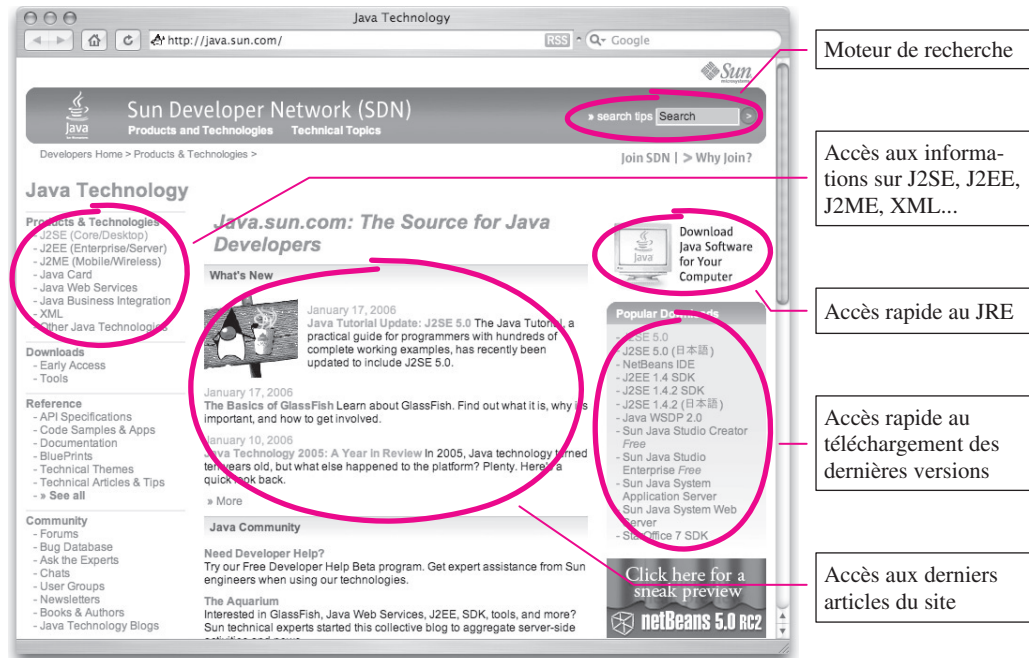 Java Technology
http://java.sun.com/
RSS
Google
Sun
microsystems
Java
Sun Developer Network (SDN)
Products and Technologies Technical Topics
» search tips Search >
Developers Home > Products & Technologies >
Join SDN | > Why Join?
Java Technology
Products & Technologies
- J2SE (Core/Desktop)
- J2EE (Enterprise/Server)
- J2ME (Mobile/Wireless)
- Java Card
- Java Web Services
- Java Business Integration
- XML
- Other Java Technologies
Downloads
- Early Access
- Tools
Reference
- API Specifications
- Code Samples & Apps
- Documentation
- BluePrints
- Technical Themes
- Technical Articles & Tips
- » See all
Community
- Forums
- Bug Database
- Ask the Experts
- Chats
- User Groups
- Newsletters
- Books & Authors
- Java Technology Blogs
Java.sun.com: The Source for Java
Developers
What's New
January 17, 2006
Java Tutorial Update: J2SE 5.0 The Java Tutorial, a
practical guide for programmers with hundreds of
complete working examples, has recently been
updated to include J2SE 5.0.
January 17, 2006
The Basics of GlassFish Learn about GlassFish. Find out what it is, why it's
important, and how to get involved.
January 10, 2006
Java Technology 2005: A Year in Review In 2005, Java technology turned
ten years old, but what else happened to the platform? Plenty. Here's a
quick look back.
» More
Java Community
Need Developer Help?
Try our Free Developer Help Beta program. Get expert assistance from Sun
engineers when using our technologies.
The Aquarium
Interested in GlassFish, Java Web Services, J2EE, SDK, tools, and more?
Sun technical experts started this collective blog to aggregate server-side
activities and news
Java
Download
Java Software
for Your
Computer
Popular Downloads
- J2SE 5.0
- J2SE 5.0 (日本語)
- NetBeans IDE
- J2EE 1.4 SDK
- J2SE 1.4.2 SDK
- J2SE 1.4.2 (日本語)
- Java WSDP 2.0
- Sun Java Studio Creator
Free
- Sun Java Studio
Enterprise Free
- Sun Java System
Application Server
- Sun Java System Web
Server
- StarOffice 7 SDK
Click here for a
sneak preview
netBeans 5.0 RC2
Moteur de recherche
Accès aux informa-
tions sur J2SE, J2EE,
J2ME, XML...
Accès rapide au JRE
Accès rapide au
téléchargement des
dernières versions
Accès aux derniers
articles du site